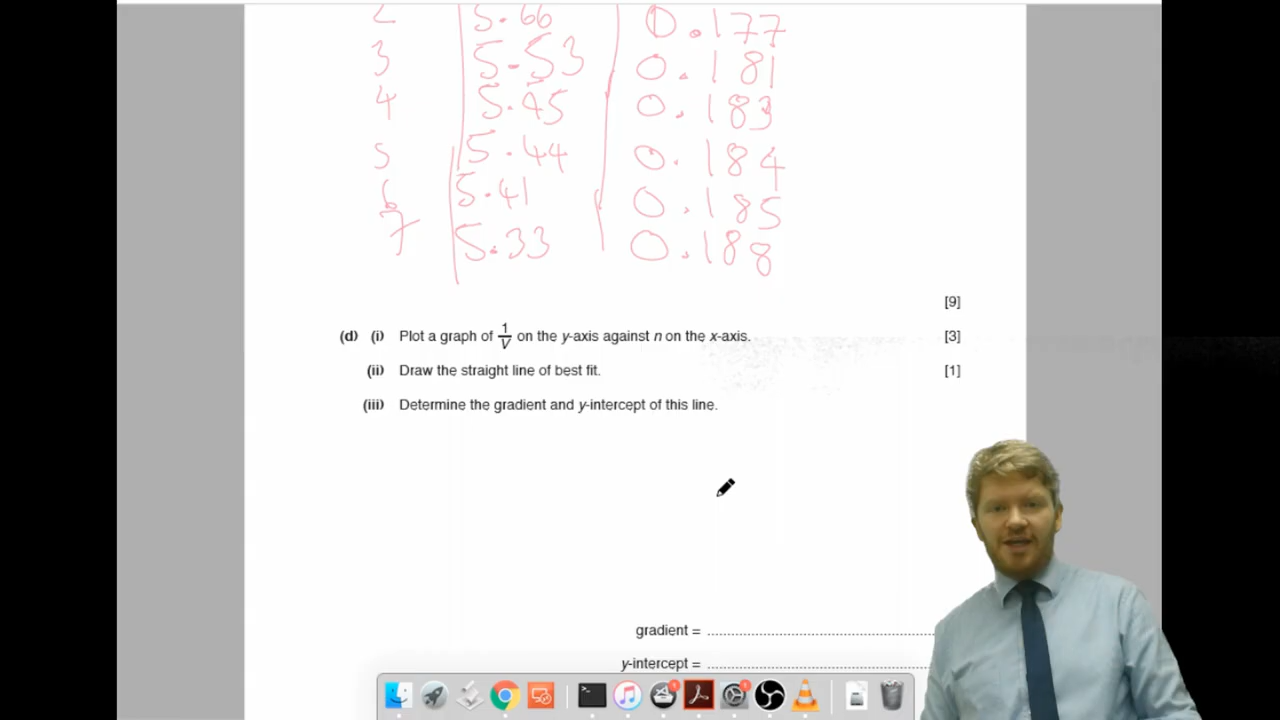 2 5.66 0.177
3 5.53 0.181
4 5.45 0.183
5 5.44 0.184
6 5.41 0.185
7 5.33 0.188
[9]
(d) (i) Plot a graph of 1/V on the y-axis against n on the x-axis. [3]
(ii) Draw the straight line of best fit. [1]
(iii) Determine the gradient and y-intercept of this line.
gradient = ........................................................
y-intercept = ........................................................